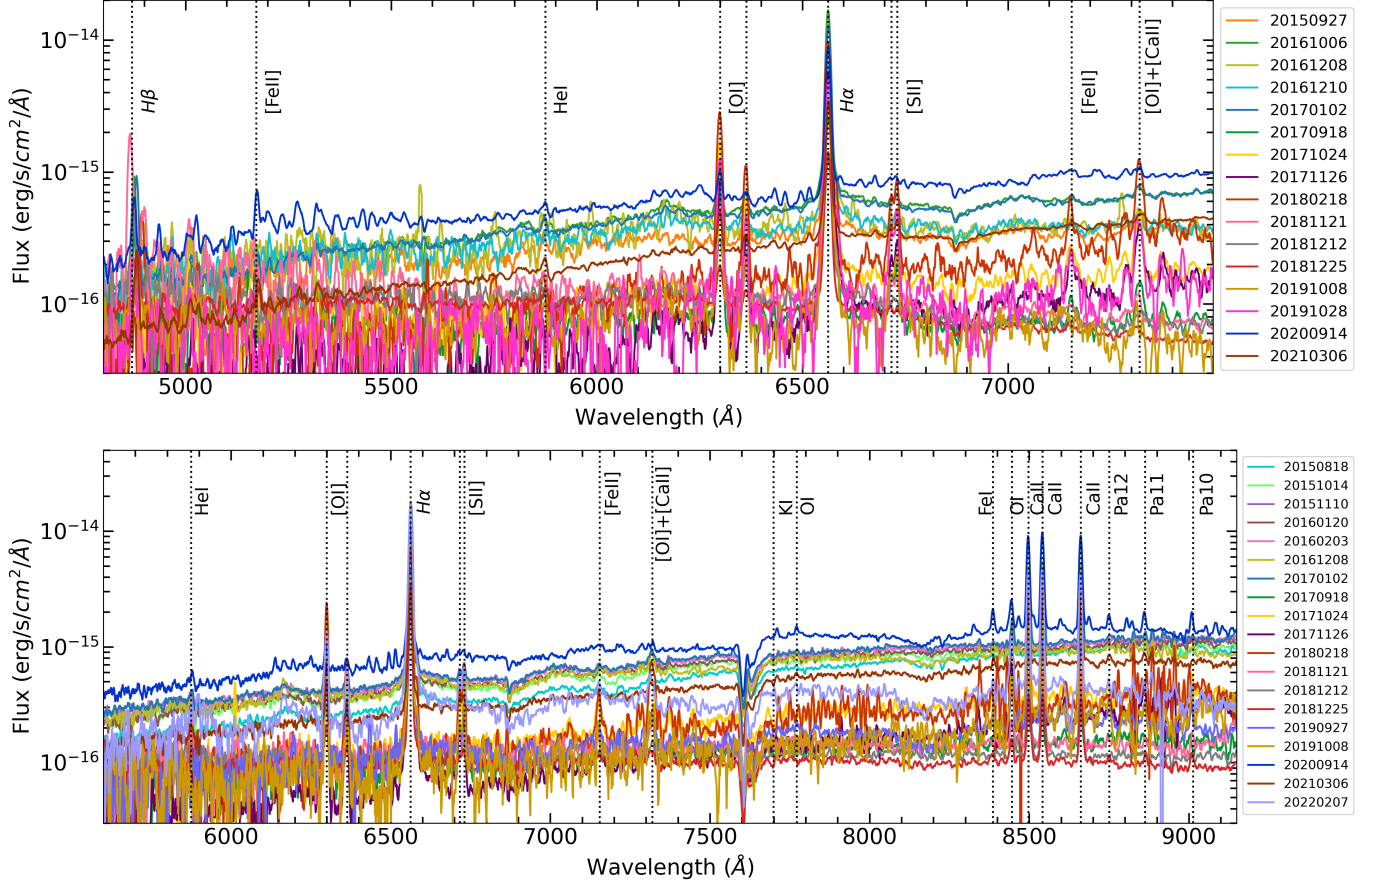 Flux (erg/s/cm²/Å)
10⁻¹⁴
10⁻¹⁵
10⁻¹⁶
Hβ
[FeII]
HeI
[OI]
Hα
[SII]
[FeII]
[OI]+[CaII]
5000
5500
6000
6500
7000
Wavelength (Å)
20150927
20161006
20161208
20161210
20170102
20170918
20171024
20171126
20180218
20181121
20181212
20181225
20191008
20191028
20200914
20210306
Flux (erg/s/cm²/Å)
10⁻¹⁴
10⁻¹⁵
10⁻¹⁶
HeI
[OI]
Hα
[SII]
[FeII]
[OI]+[CaII]
KI
OI
FeI
OI
CaII
CaII
CaII
Pa12
Pa11
Pa10
6000
6500
7000
7500
8000
8500
9000
Wavelength (Å)
20150818
20151014
20151110
20160120
20160203
20161208
20170102
20170918
20171024
20171126
20180218
20181121
20181212
20181225
20190927
20191008
20200914
20210306
20220207